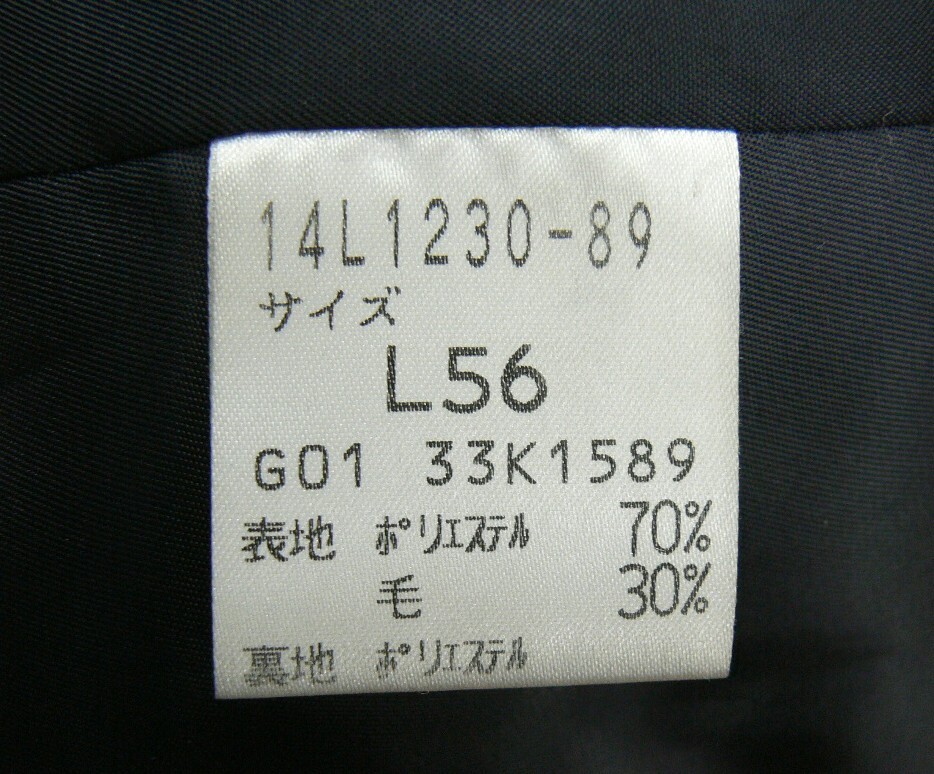 14L1230-89
サイズ
L56
G01 33K1589
表地 ポリエステル 70%
毛 30%
裏地 ポリエステル